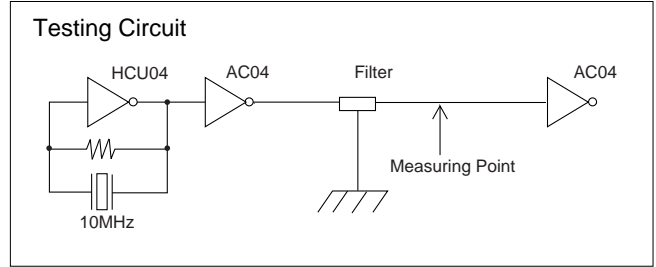 Testing Circuit
HCU04
AC04
Filter
AC04
Measuring Point
10MHz